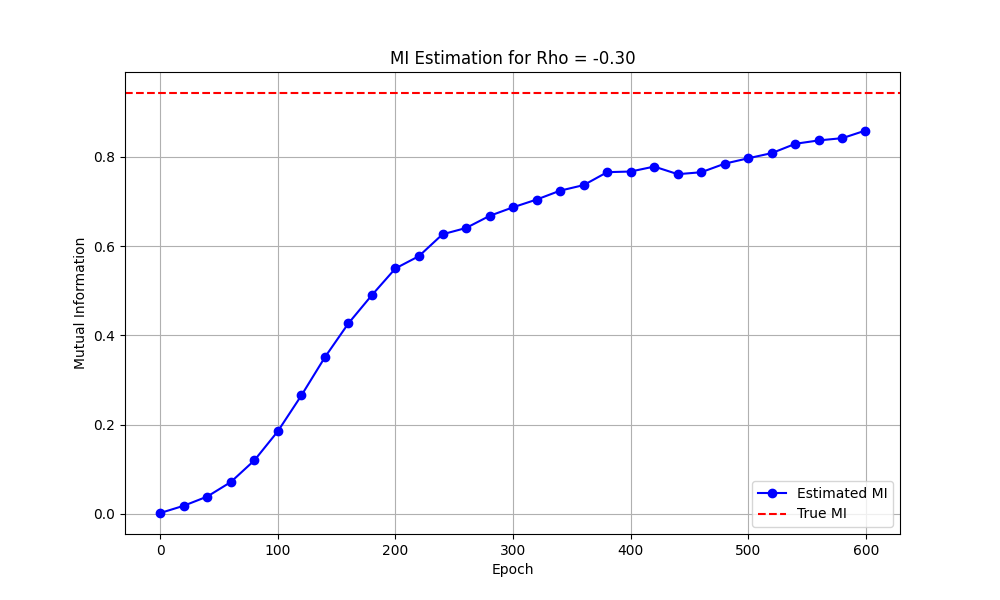 MI Estimation for Rho = -0.30
Mutual Information
0.8
0.6
0.4
0.2
0.0
0 100 200 300 400 500 600
Epoch
Estimated MI
True MI